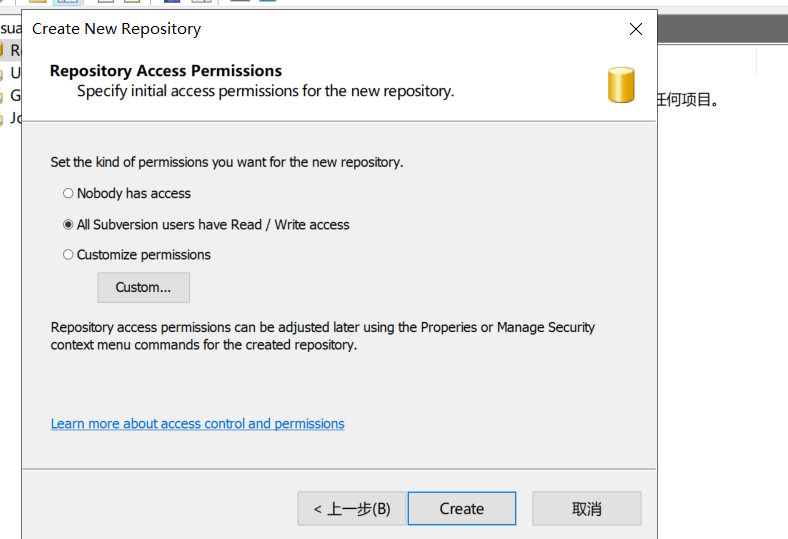 Create New Repository
sua
R
U
G
Jo
Repository Access Permissions
Specify initial access permissions for the new repository.
任何项目。
Set the kind of permissions you want for the new repository.
Nobody has access
All Subversion users have Read / Write access
Customize permissions
Custom...
Repository access permissions can be adjusted later using the Properies or Manage Security
context menu commands for the created repository.
Learn more about access control and permissions
< 上一步(B)
Create
取消